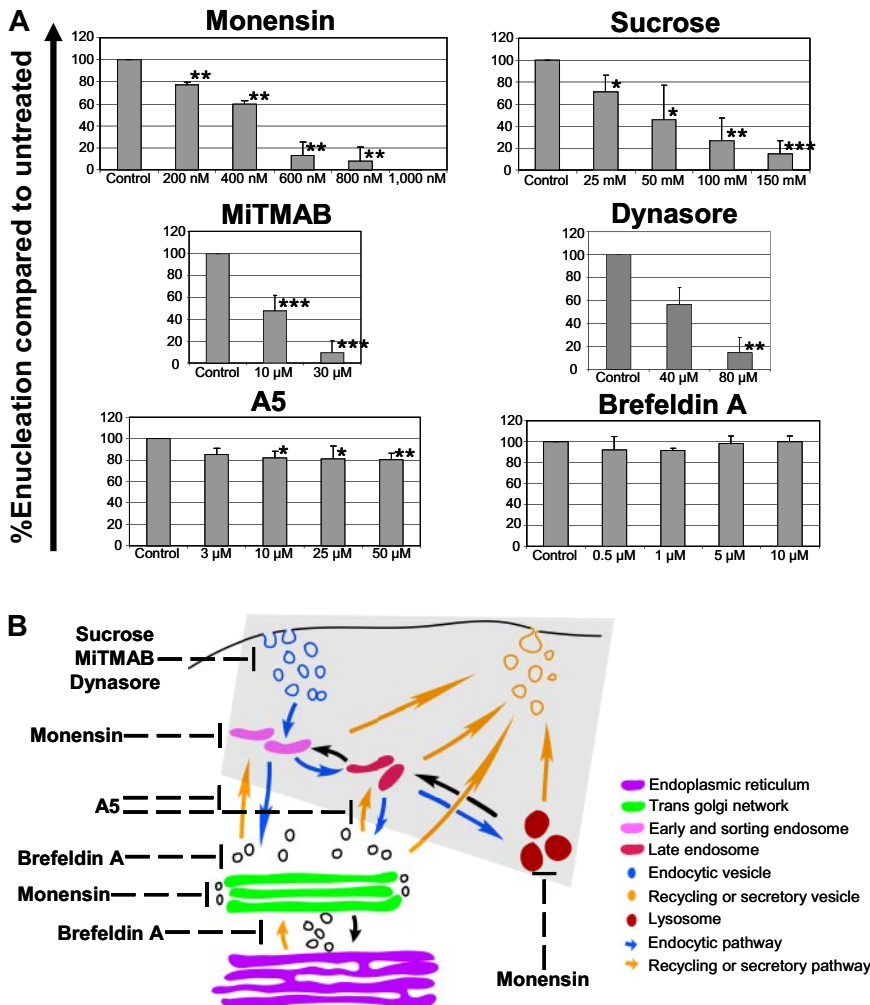 A
%Enucleation compared to untreated
Monensin
120
100
80
60
40
20
0
**
**
**
**
Control 200 nM 400 nM 600 nM 800 nM 1,000 nM
Sucrose
120
100
80
60
40
20
0
*
*
**
***
Control 25 mM 50 mM 100 mM 150 mM
MiTMAB
120
100
80
60
40
20
0
***
***
Control 10 µM 30 µM
Dynasore
120
100
80
60
40
20
0
**
Control 40 µM 80 µM
A5
120
100
80
60
40
20
0
*
*
**
Control 3 µM 10 µM 25 µM 50 µM
Brefeldin A
120
100
80
60
40
20
0
Control 0.5 µM 1 µM 5 µM 10 µM
B
Sucrose
MiTMAB
Dynasore
Monensin
A5
Brefeldin A
Monensin
Brefeldin A
Monensin
Endoplasmic reticulum
Trans golgi network
Early and sorting endosome
Late endosome
Endocytic vesicle
Recycling or secretory vesicle
Lysosome
Endocytic pathway
Recycling or secretory pathway